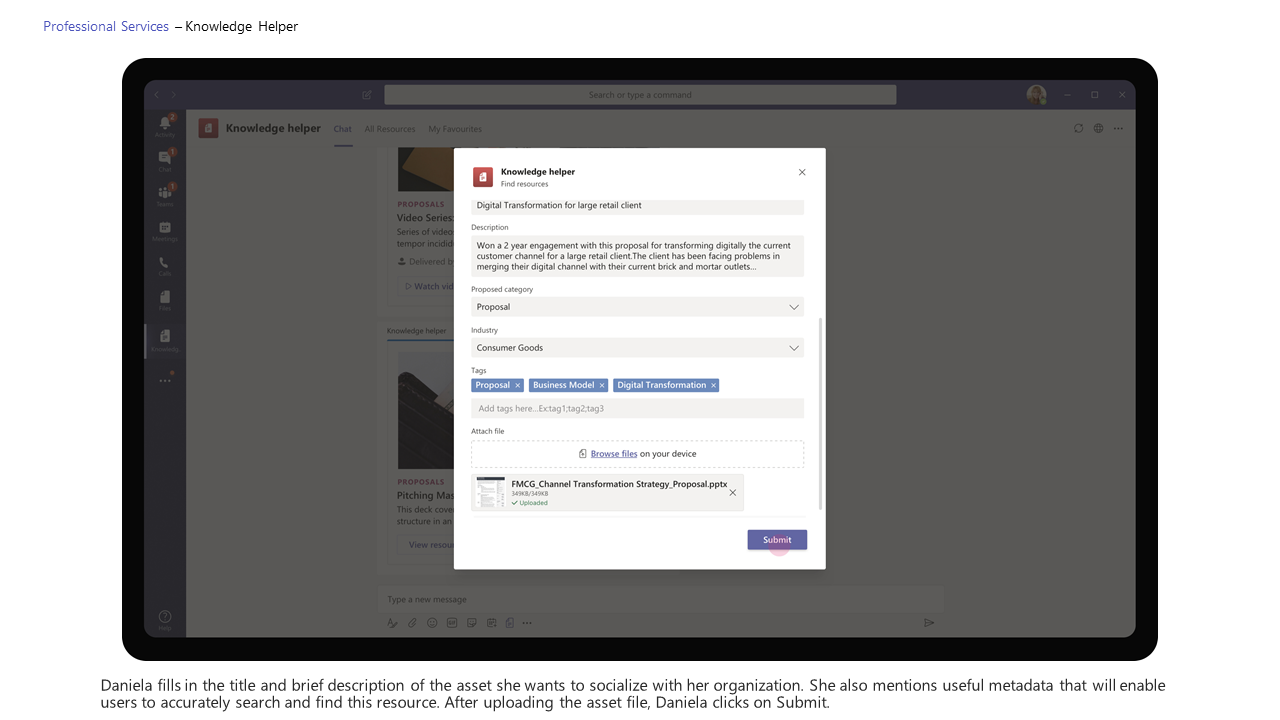 Professional Services – Knowledge Helper
Search or type a command
Activity
2
Chat
1
Teams
1
Meetings
Calls
Files
Knowledg
Help
Knowledge helper
Chat
All Resources
My Favourites
PROPOSALS
Video Series:
Series of video
tempor incidid
Delivered b
Watch vid
Knowledge helper
PROPOSALS
Pitching Mas
This deck cove
structure in an
View resou
Type a new message
Knowledge helper
Find resources
Digital Transformation for large retail client
Description
Won a 2 year engagement with this proposal for transforming digitally the current
customer channel for a large retail client.The client has been facing problems in
merging their digital channel with their current brick and mortar outlets...
Proposed category
Proposal
Industry
Consumer Goods
Tags
Proposal × Business Model × Digital Transformation ×
Add tags here...Ex:tag1;tag2;tag3
Attach file
Browse files on your device
FMCG_Channel Transformation Strategy_Proposal.pptx
349KB/349KB
Uploaded
Submit
Daniela fills in the title and brief description of the asset she wants to socialize with her organization. She also mentions useful metadata that will enable
users to accurately search and find this resource. After uploading the asset file, Daniela clicks on Submit.